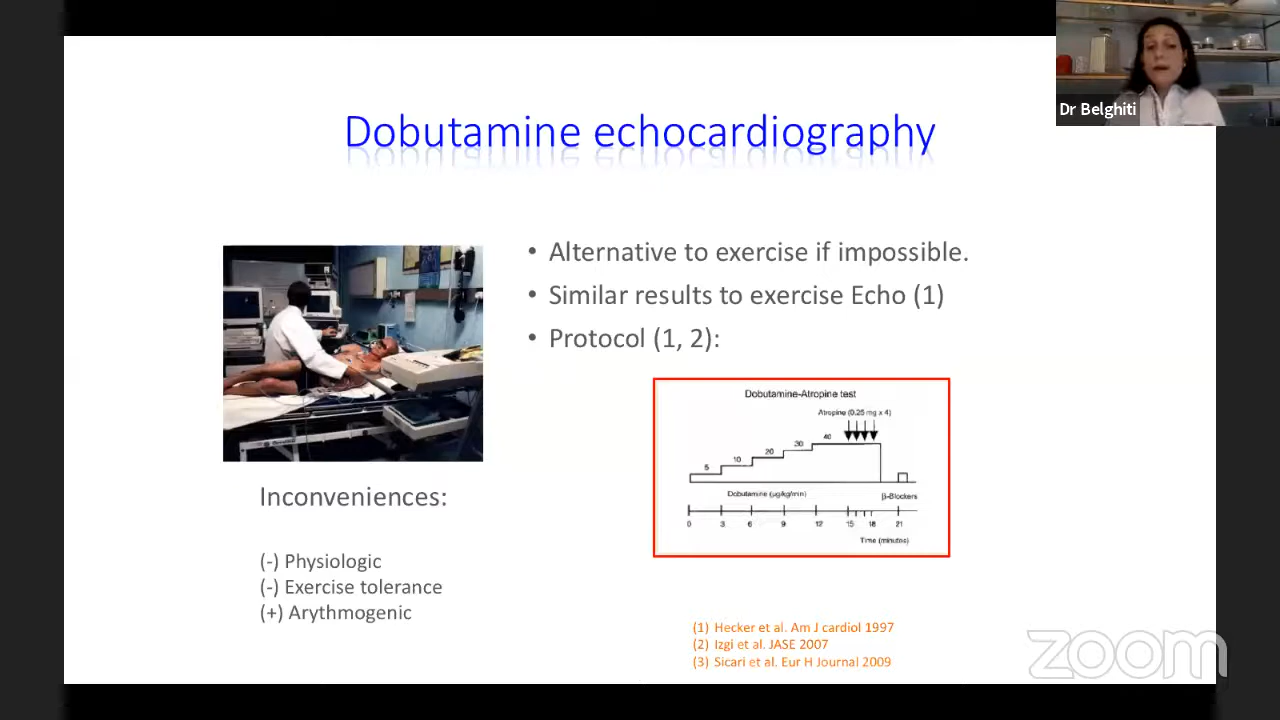 Dr Belghiti
Dobutamine echocardiography
• Alternative to exercise if impossible.
• Similar results to exercise Echo (1)
• Protocol (1, 2):
Dobutamine-Atropine test
Atropine (0,25 mg x 4)
5 10 20 30 40
Dobutamine (µg/kg/min)
β-Blockers
0 3 6 9 12 15 18 21
Time (minutes)
Inconveniences:
(-) Physiologic
(-) Exercise tolerance
(+) Arythmogenic
(1) Hecker et al. Am J cardiol 1997
(2) Izgi et al. JASE 2007
(3) Sicari et al. Eur H Journal 2009
zoom